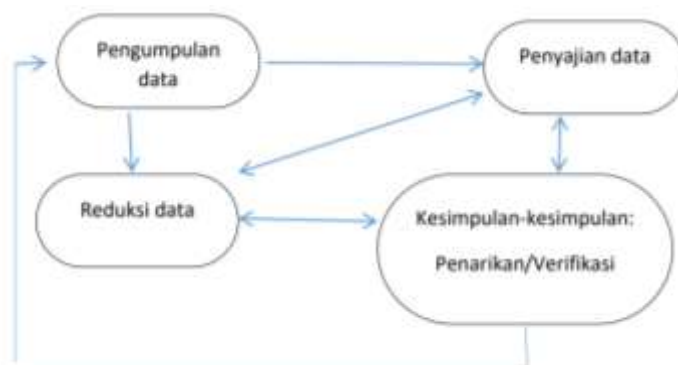 Pengumpulan
data
Penyajian data
Reduksi data
Kesimpulan-kesimpulan:
Penarikan/Verifikasi